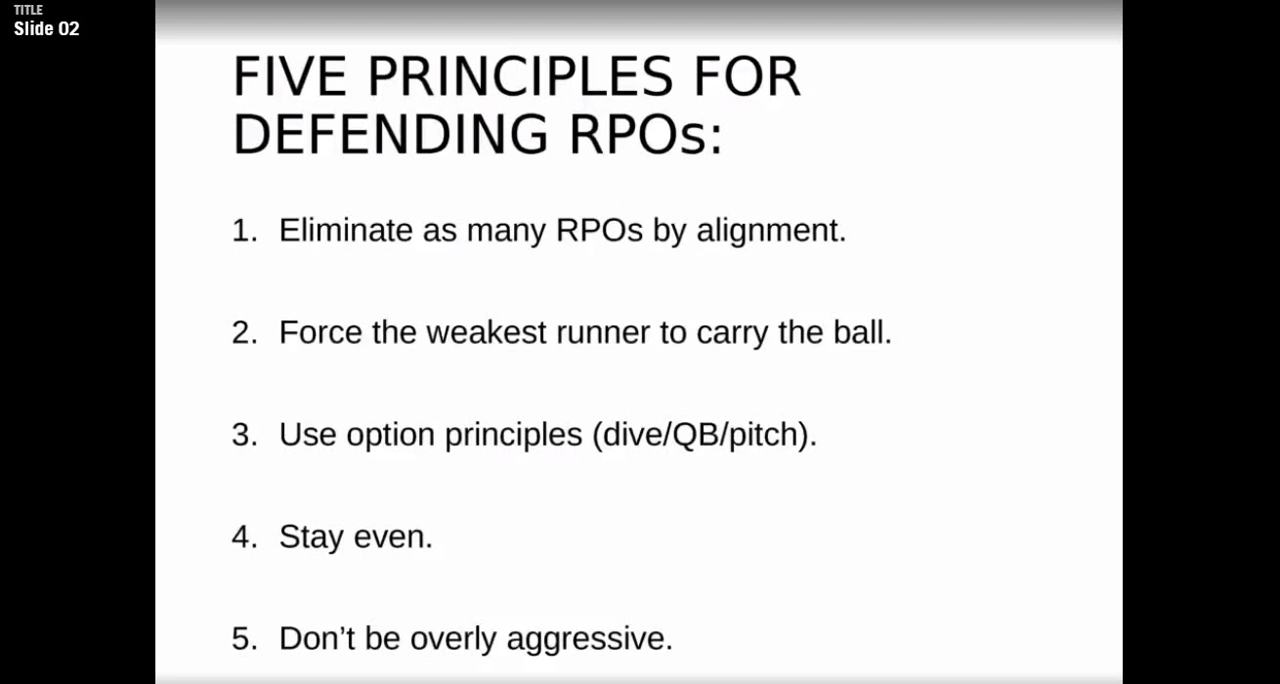 TITLE
Slide 02
FIVE PRINCIPLES FOR
DEFENDING RPOs:
1. Eliminate as many RPOs by alignment.
2. Force the weakest runner to carry the ball.
3. Use option principles (dive/QB/pitch).
4. Stay even.
5. Don’t be overly aggressive.